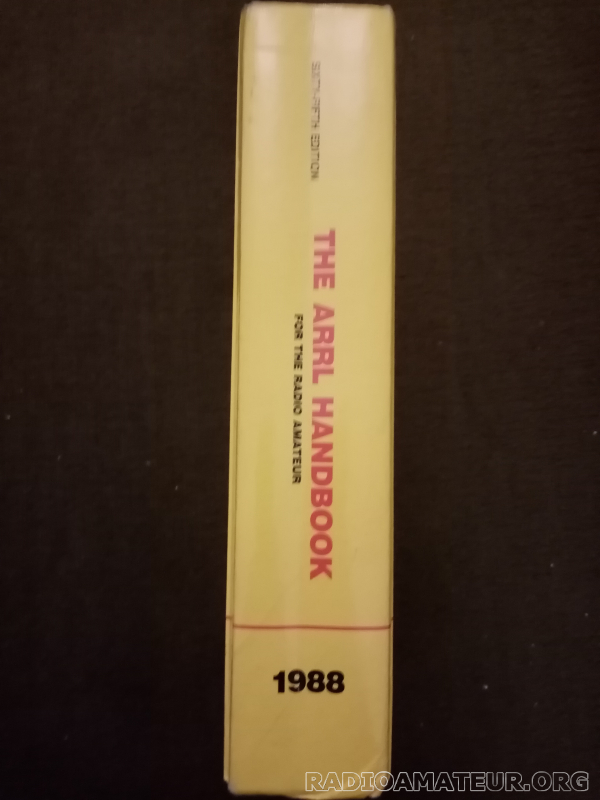 SIXTY-FIFTH EDITION
THE ARRL HANDBOOK
FOR THE RADIO AMATEUR
1988
RADIOAMATEUR.ORG